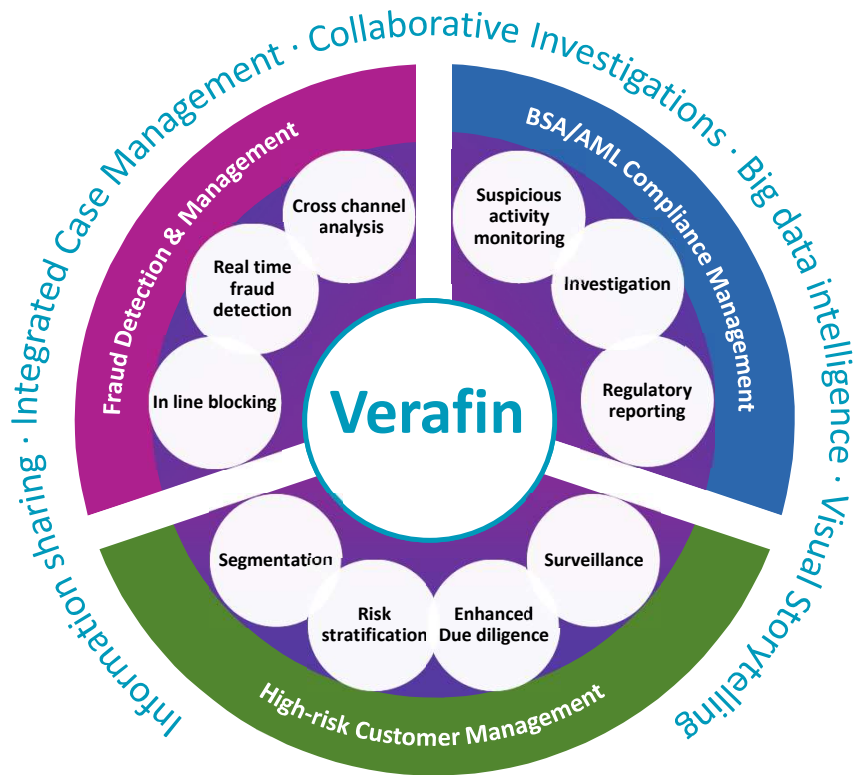 Information sharing · Integrated Case Management · Collaborative Investigations · Big data intelligence · Visual Storytelling
Fraud Detection & Management
Cross channel
analysis
Real time
fraud
detection
In line blocking
BSA/AML Compliance Management
Suspicious
activity
monitoring
Investigation
Regulatory
reporting
Verafin
Segmentation
Risk
stratification
Enhanced
Due diligence
Surveillance
High-risk Customer Management